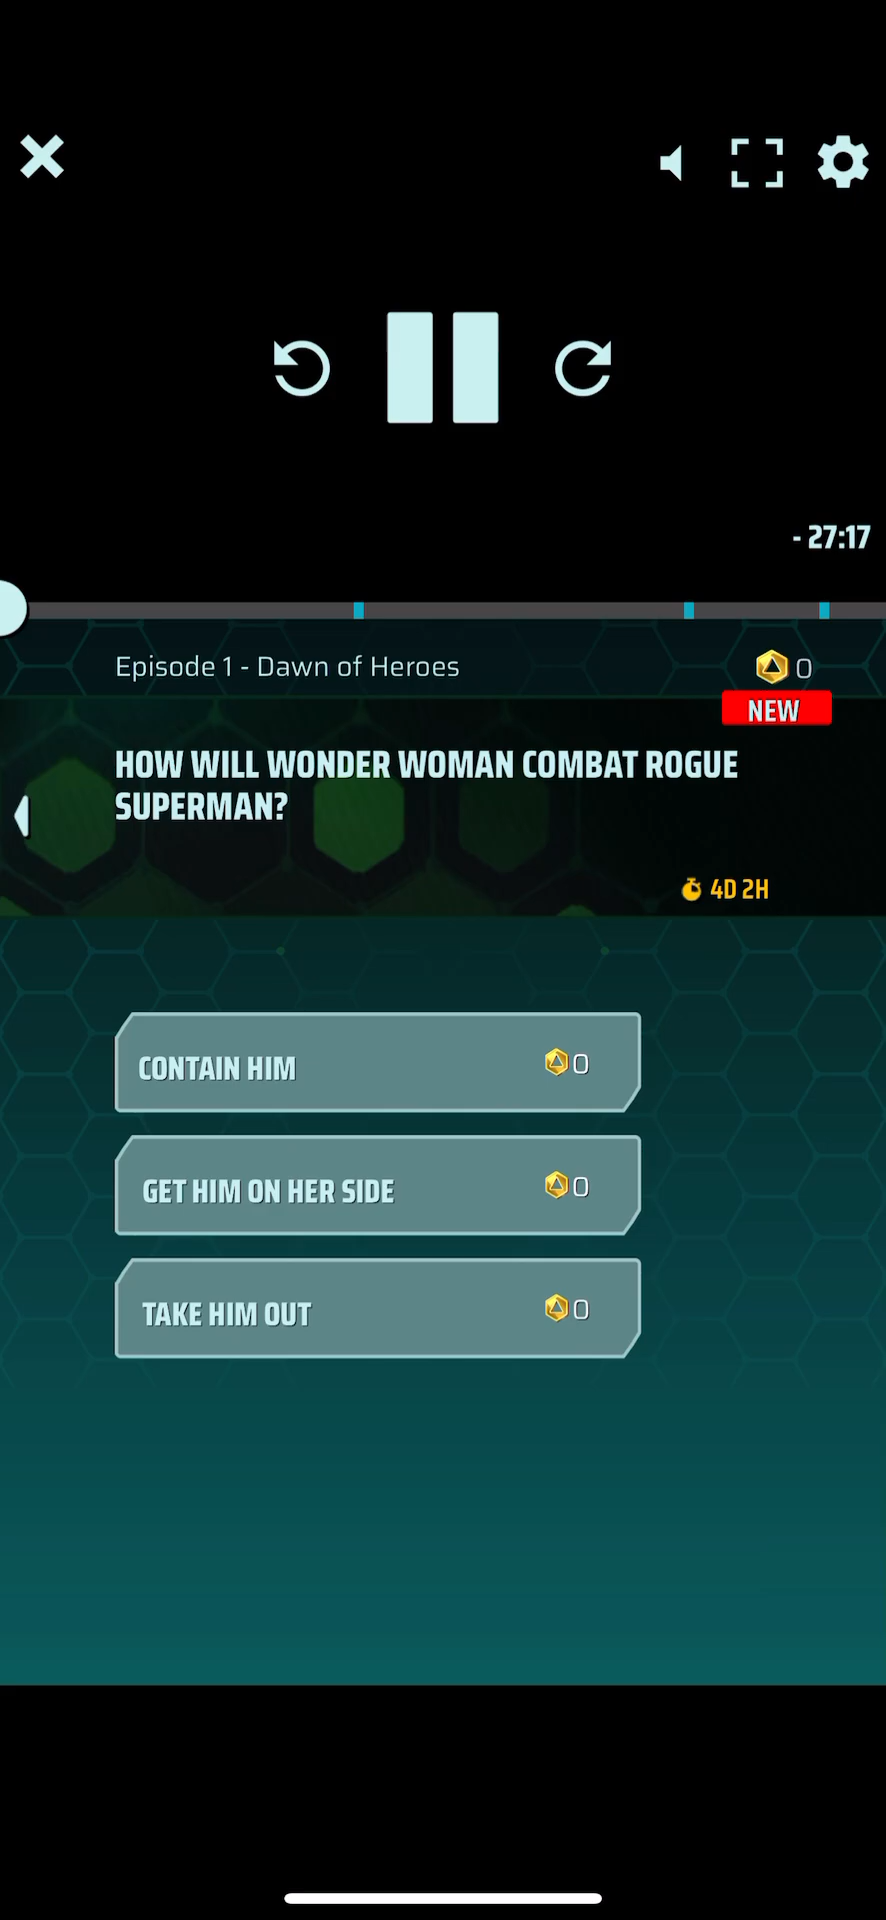 - 27:17
Episode 1 - Dawn of Heroes
0
NEW
HOW WILL WONDER WOMAN COMBAT ROGUE
SUPERMAN?
4D 2H
CONTAIN HIM
0
GET HIM ON HER SIDE
0
TAKE HIM OUT
0